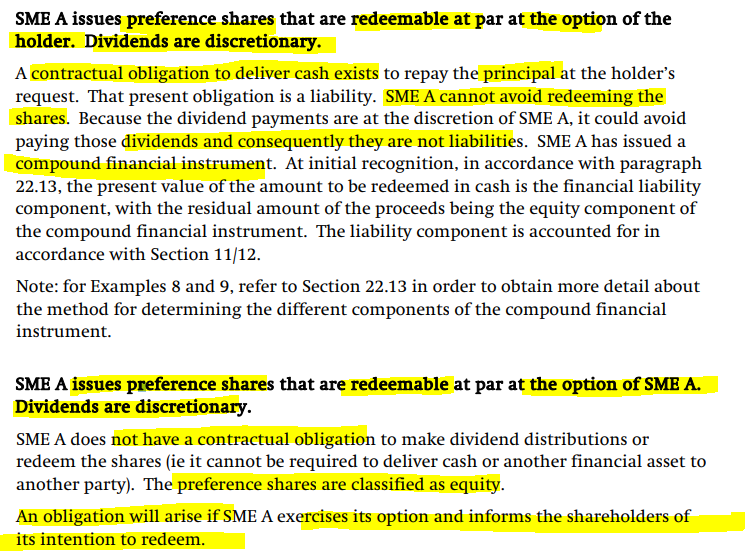 SME A issues preference shares that are redeemable at par at the option of the
holder. Dividends are discretionary.
A contractual obligation to deliver cash exists to repay the principal at the holder's
request. That present obligation is a liability. SME A cannot avoid redeeming the
shares. Because the dividend payments are at the discretion of SME A, it could avoid
paying those dividends and consequently they are not liabilities. SME A has issued a
compound financial instrument. At initial recognition, in accordance with paragraph
22.13, the present value of the amount to be redeemed in cash is the financial liability
component, with the residual amount of the proceeds being the equity component of
the compound financial instrument. The liability component is accounted for in
accordance with Section 11/12.
Note: for Examples 8 and 9, refer to Section 22.13 in order to obtain more detail about
the method for determining the different components of the compound financial
instrument.
SME A issues preference shares that are redeemable at par at the option of SME A.
Dividends are discretionary.
SME A does not have a contractual obligation to make dividend distributions or
redeem the shares (ie it cannot be required to deliver cash or another financial asset to
another party). The preference shares are classified as equity.
An obligation will arise if SME A exercises its option and informs the shareholders of
its intention to redeem.